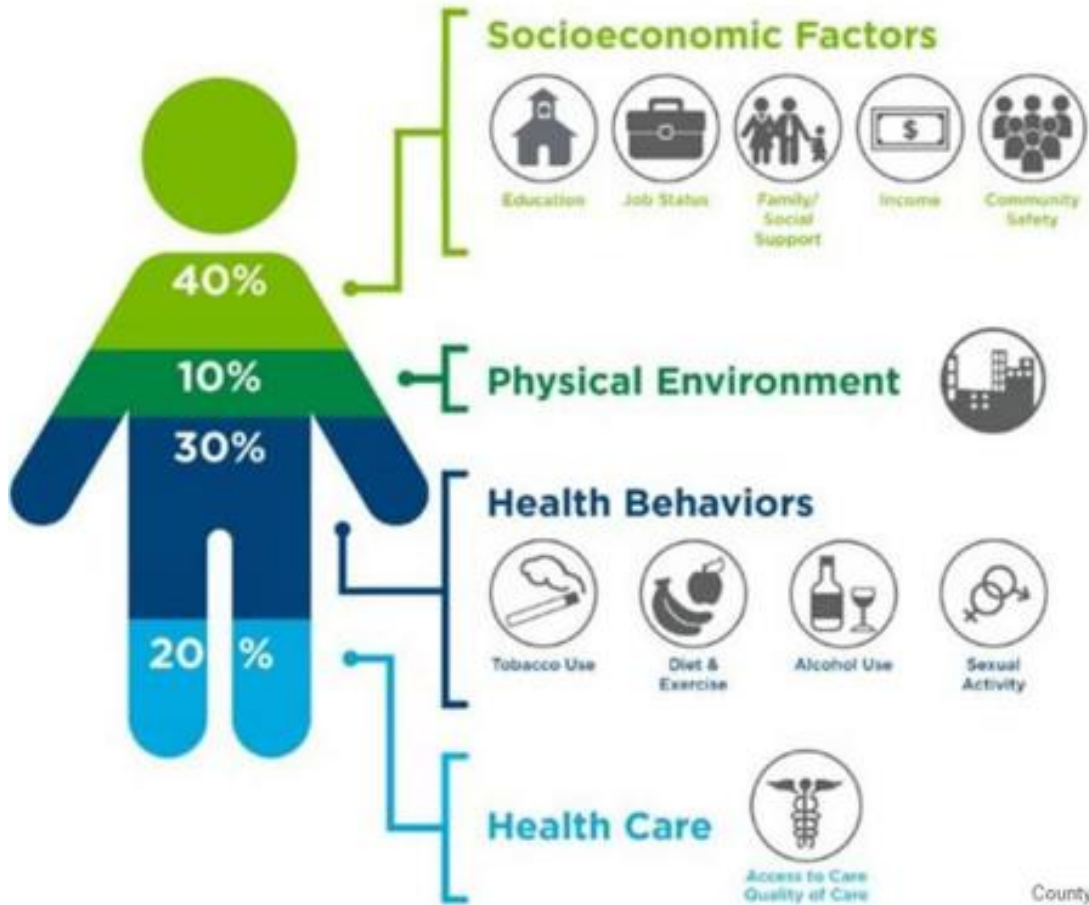 Socioeconomic Factors
$
Education
Job Status
Family/
Social
Support
Income
Community
Safety
40%
10%
Physical Environment
30%
Health Behaviors
Tobacco Use
Diet &
Exercise
Alcohol Use
Sexual
Activity
20 %
Health Care
Access to Care
Quality of Care
County